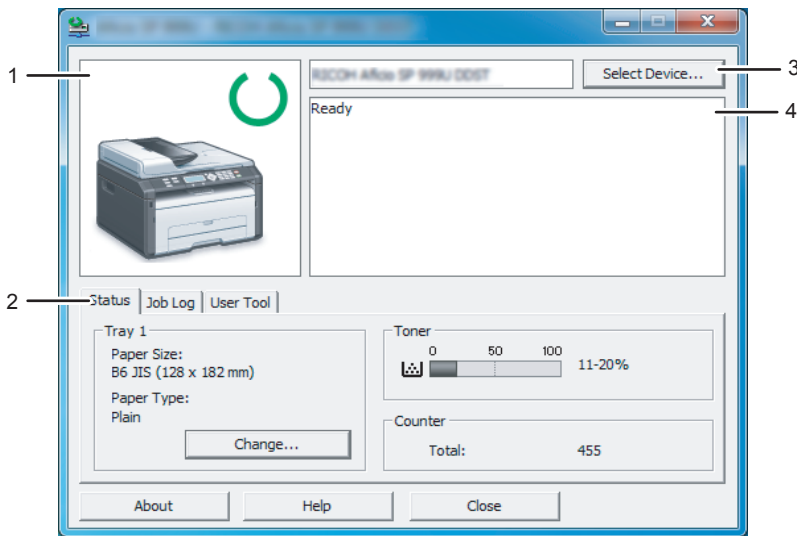 1
3
Select Device...
4
Ready
2
Status
Job Log
User Tool
Tray 1
Paper Size:
B6 JIS (128 x 182 mm)
Paper Type:
Plain
Change...
Toner
0 50 100
11-20%
Counter
Total: 455
About
Help
Close